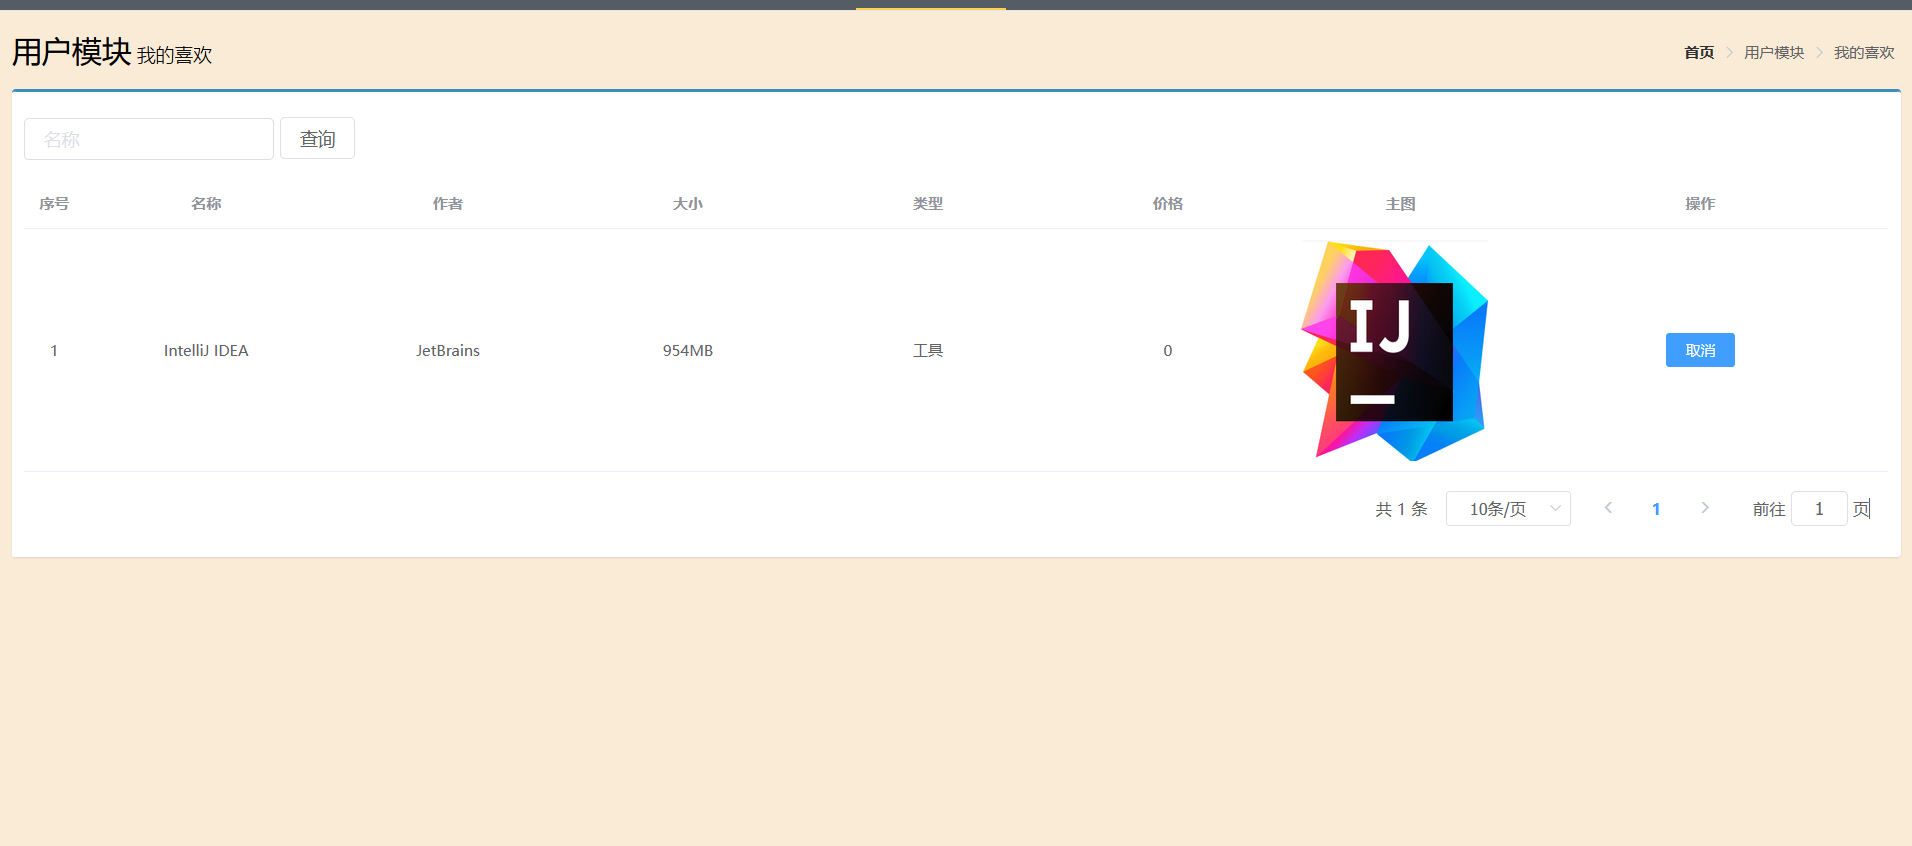 用户模块 我的喜欢
首页 用户模块 我的喜欢
名称 查询
序号 名称 作者 大小 类型 价格 主图 操作
1 IntelliJ IDEA JetBrains 954MB 工具 0 取消
IJ
共 1 条 10条/页 1 前往 1 页